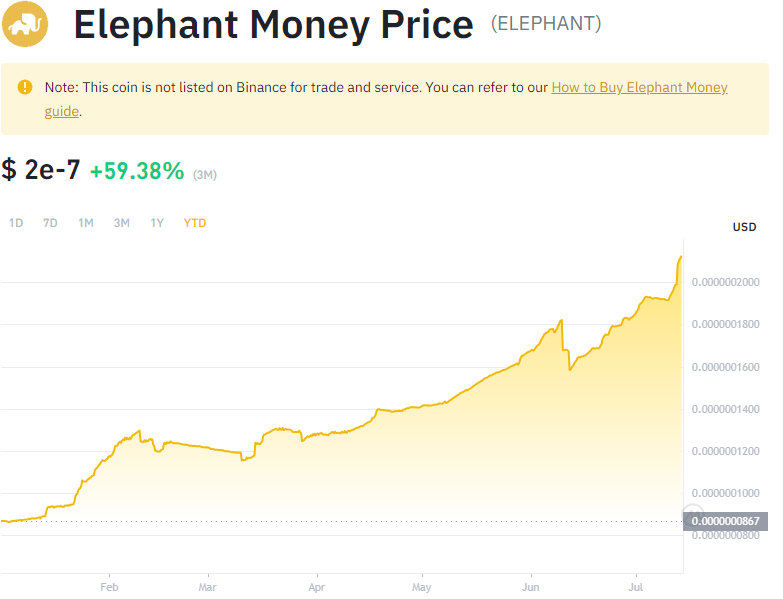 Elephant Money Price (ELEPHANT)
Note: This coin is not listed on Binance for trade and service. You can refer to our How to Buy Elephant Money
guide.
$ 2e-7 +59.38% (3M)
1D 7D 1M 3M 1Y YTD
USD
0.0000002000
0.0000001800
0.0000001600
0.0000001400
0.0000001200
0.0000001000
0.000000867
0.0000000800
Feb Mar Apr May Jun Jul